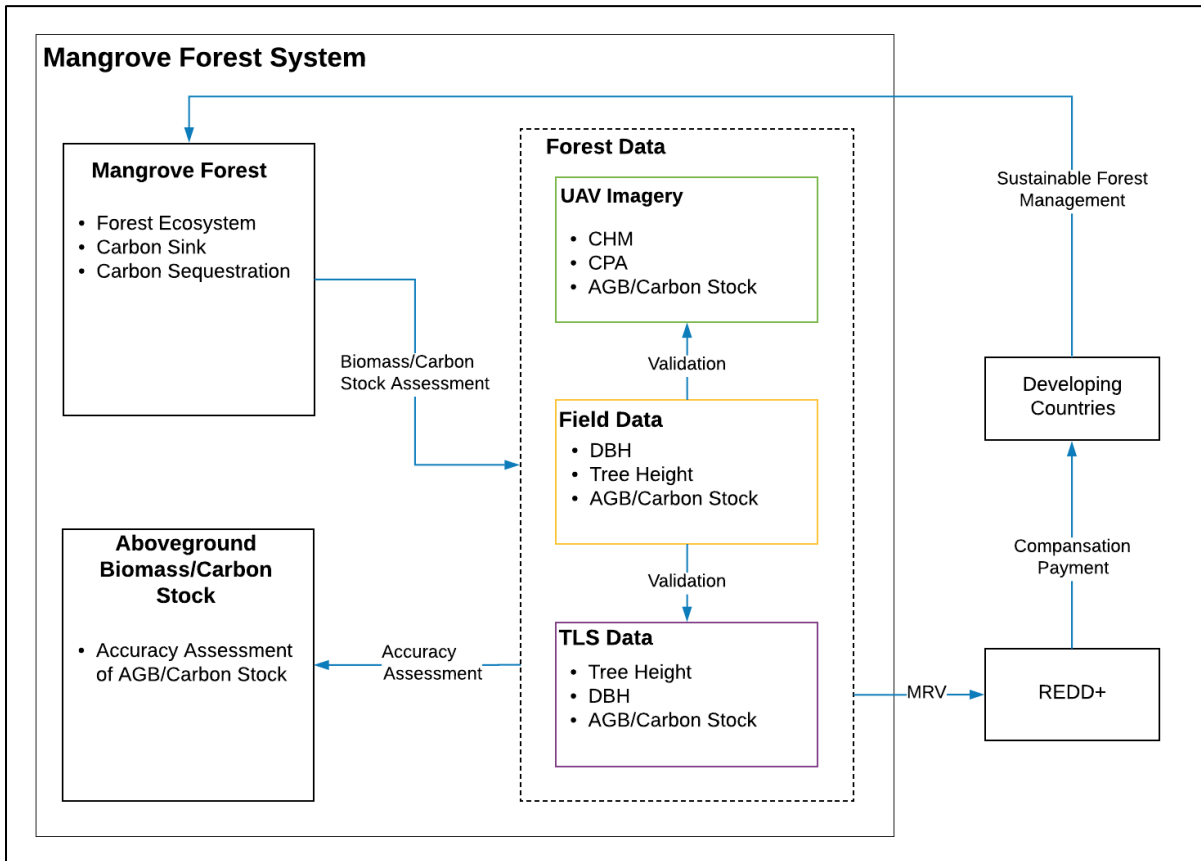 Mangrove Forest System
Mangrove Forest
• Forest Ecosystem
• Carbon Sink
• Carbon Sequestration
Biomass/Carbon
Stock Assessment
Forest Data
UAV Imagery
• CHM
• CPA
• AGB/Carbon Stock
Validation
Field Data
• DBH
• Tree Height
• AGB/Carbon Stock
Validation
TLS Data
• Tree Height
• DBH
• AGB/Carbon Stock
Aboveground
Biomass/Carbon
Stock
• Accuracy Assessment
of AGB/Carbon Stock
Accuracy
Assessment
MRV
REDD+
Compansation
Payment
Developing
Countries
Sustainable Forest
Management